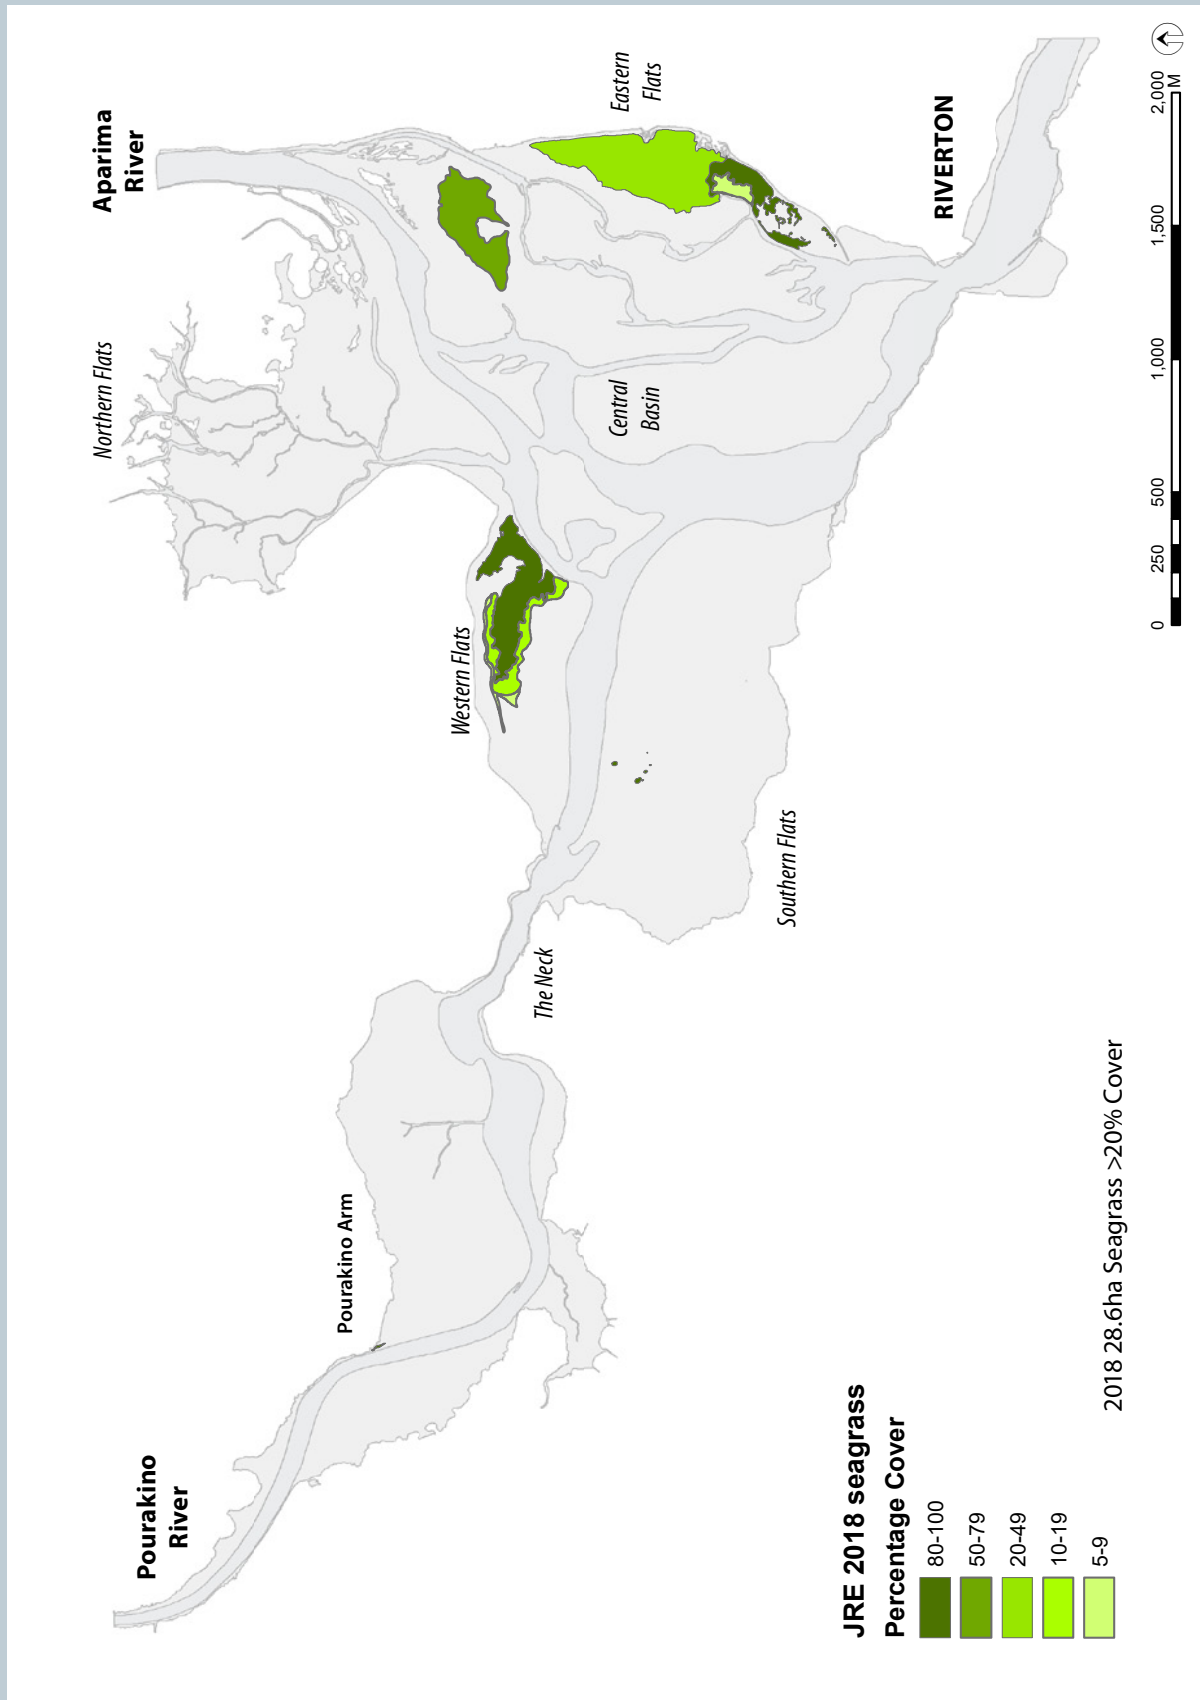 Pourakino
River
Pourakino Arm
The Neck
Western Flats
Northern Flats
Aparima
River
Eastern
Flats
Central
Basin
Southern Flats
RIVERTON
JRE 2018 seagrass
Percentage Cover
80-100
50-79
20-49
10-19
5-9
2018 28.6ha Seagrass >20% Cover
0
250
500
1,000
1,500
2,000
M